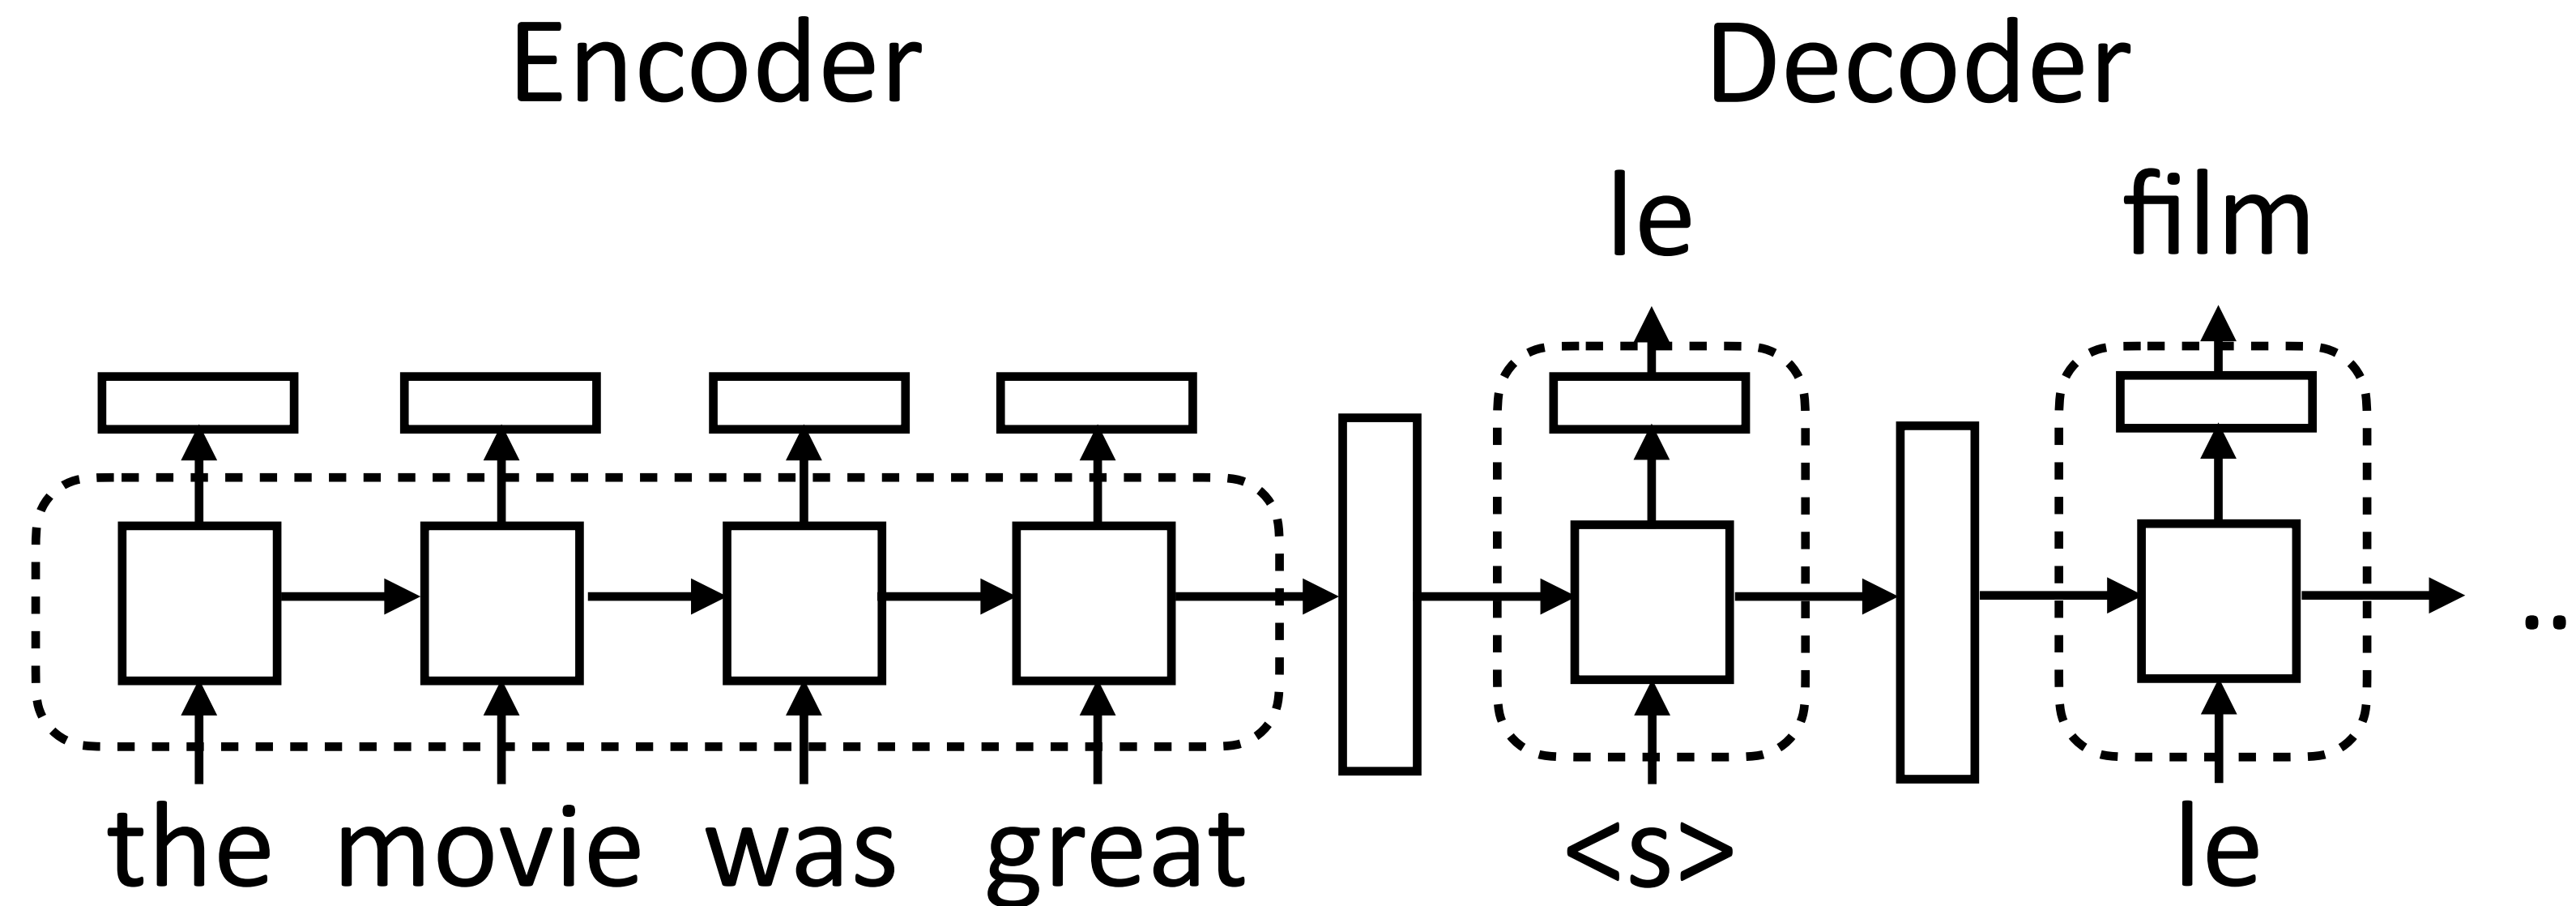 Encoder Decoder
le film
the movie was great <s> le
..